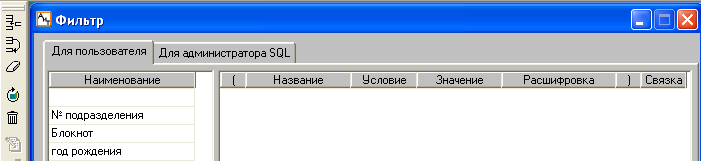 Фильтр
Для пользователя Для администратора SQL
Наименование ( Название Условие Значение Расшифровка ) Связка
№ подразделения
Блокнот
год рождения